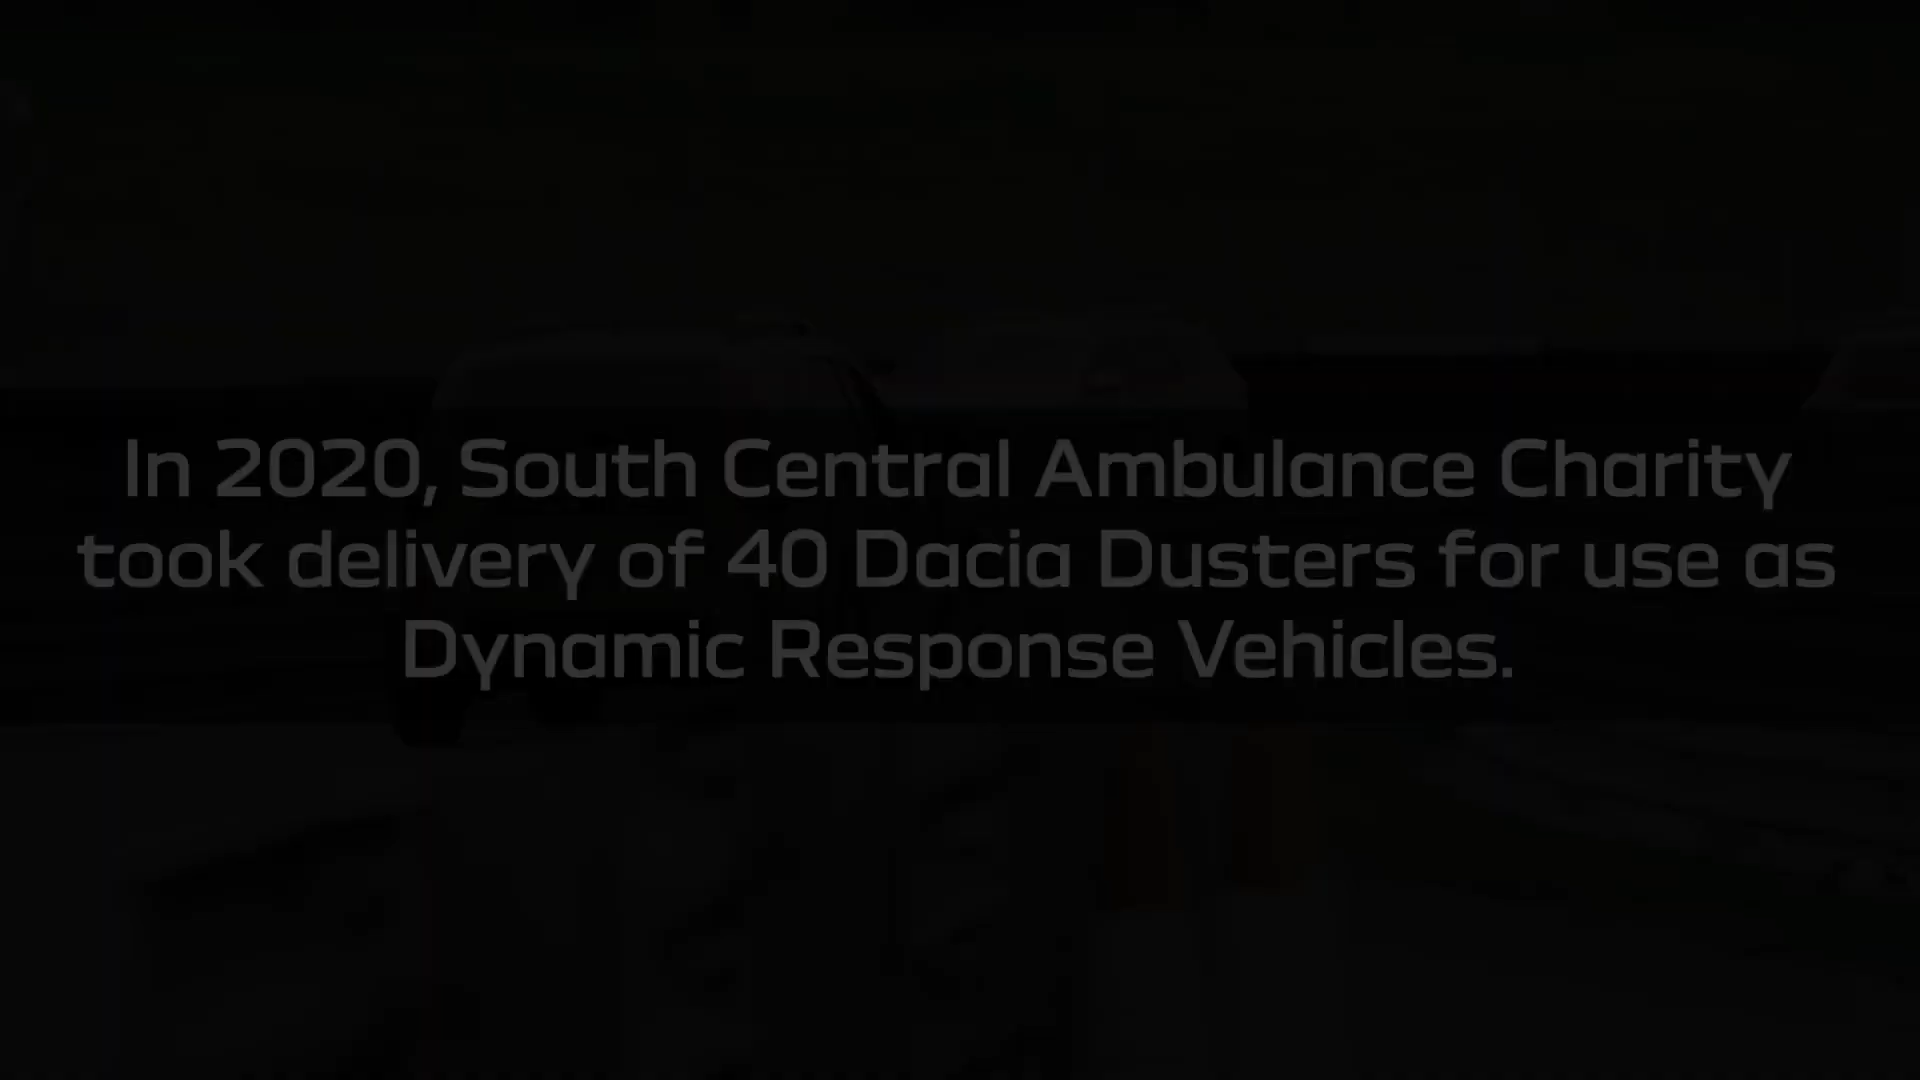 In 2020, South Central Ambulance Charity
took delivery of 40 Dacia Dusters for use as
Dynamic Response Vehicles.